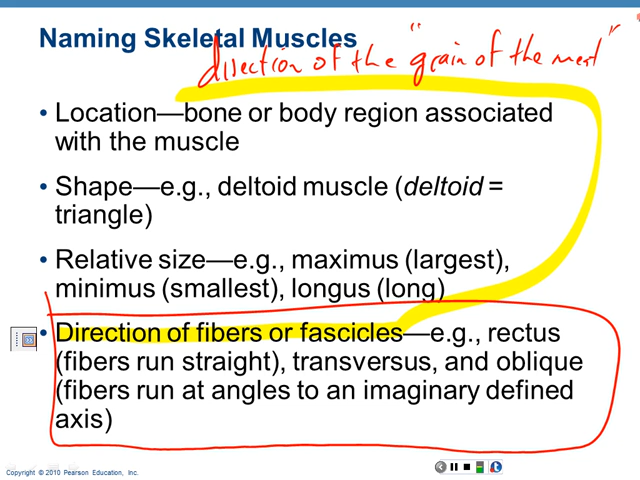 Naming Skeletal Muscles
direction of the "grain of the meat"
• Location—bone or body region associated
with the muscle
• Shape—e.g., deltoid muscle (deltoid =
triangle)
• Relative size—e.g., maximus (largest),
minimus (smallest), longus (long)
• Direction of fibers or fascicles—e.g., rectus
(fibers run straight), transversus, and oblique
(fibers run at angles to an imaginary defined
axis)
Copyright © 2010 Pearson Education, Inc.